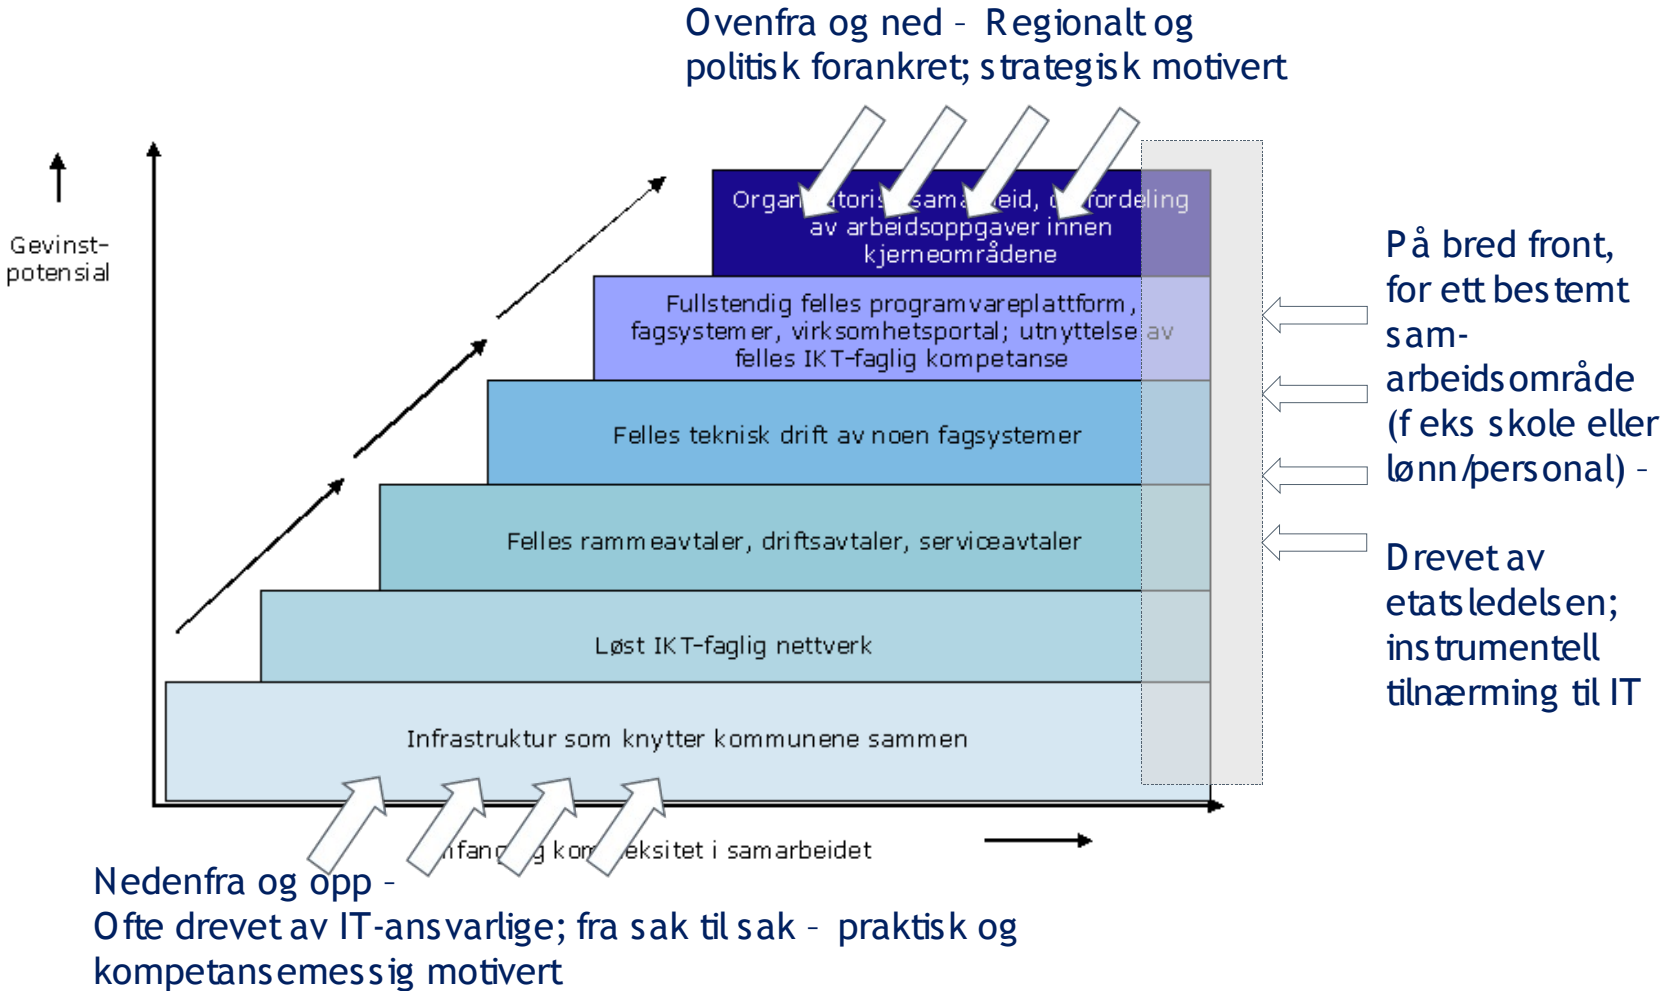 Ovenfra og ned – Regionalt og
politisk forankret; strategisk motivert
Gevinst-
potensial
av arbeidsoppgaver innen
kjerneområdene
Fullstendig felles programvareplattform,
fagsystemer, virksomhetsportal; utnyttelse av
felles IKT-faglig kompetanse
Felles teknisk drift av noen fagsystemer
Felles rammeavtaler, driftsavtaler, serviceavtaler
Løst IKT-faglig nettverk
Infrastruktur som knytter kommunene sammen
i samarbeidet
På bred front,
for ett bestemt
sam-
arbeidsområde
(f eks skole eller
lønn/personal) –
Drevet av
etatsledelsen;
instrumentell
tilnærming til IT
Nedenfra og opp –
Ofte drevet av IT-ansvarlige; fra sak til sak – praktisk og
kompetansemessig motivert